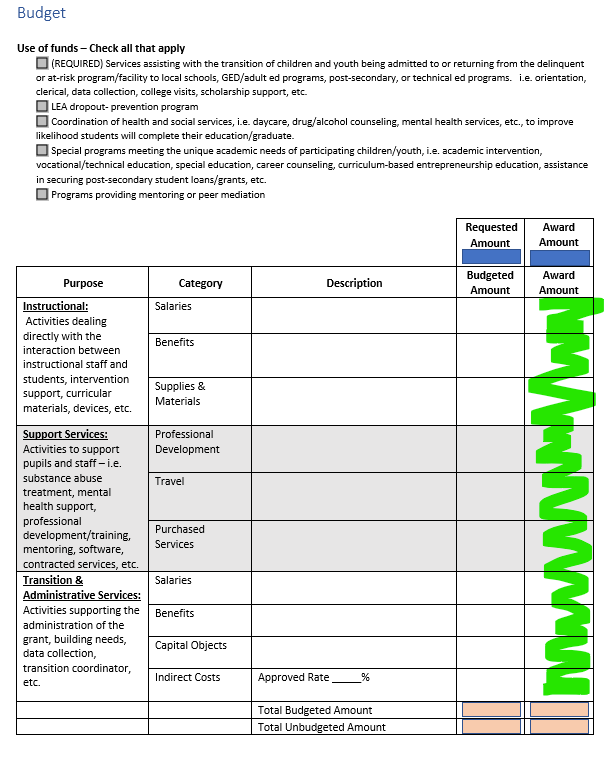 Budget
Use of funds – Check all that apply
(REQUIRED) Services assisting with the transition of children and youth being admitted to or returning from the delinquent
or at-risk program/facility to local schools, GED/adult ed programs, post-secondary, or technical ed programs.   i.e. orientation,
clerical, data collection, college visits, scholarship support, etc.
LEA dropout- prevention program
Coordination of health and social services, i.e. daycare, drug/alcohol counseling, mental health services, etc., to improve
likelihood students will complete their education/graduate.
Special programs meeting the unique academic needs of participating children/youth, i.e. academic intervention,
vocational/technical education, special education, career counseling, curriculum-based entrepreneurship education, assistance
in securing post-secondary student loans/grants, etc.
Programs providing mentoring or peer mediation
Requested Amount
Award Amount
Purpose
Category
Description
Budgeted Amount
Award Amount
Instructional:
Activities dealing
directly with the
interaction between
instructional staff and
students, intervention
support, curricular
materials, devices, etc.
Salaries
Benefits
Supplies &
Materials
Support Services:
Activities to support
pupils and staff – i.e.
substance abuse
treatment, mental
health support,
professional
development/training,
mentoring, software,
contracted services, etc.
Professional
Development
Travel
Purchased
Services
Transition &
Administrative Services:
Activities supporting the
administration of the
grant, building needs,
data collection,
transition coordinator,
etc.
Salaries
Benefits
Capital Objects
Indirect Costs
Approved Rate _____%
Total Budgeted Amount
Total Unbudgeted Amount